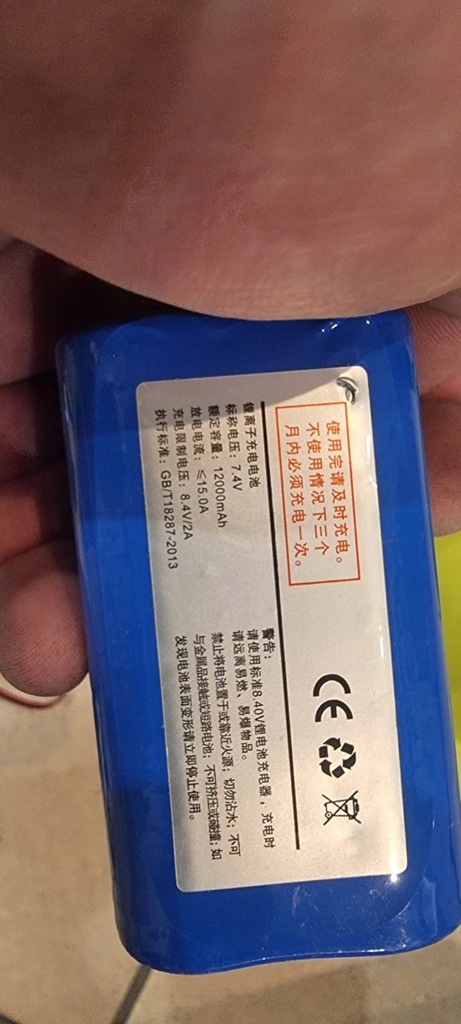 使用完请及时充电。
不使用情况下三个
月内必须充电一次。
CE
锂离子充电电池
标称电压：7.4V
额定容量：12000mAh
放电电流：≤15.0A
充电限制电压：8.4V/2A
执行标准：GB/T18287-2013
警告：
请使用标准8.40V锂电池充电器，充电时
请远离易燃、易爆物品。
禁止将电池置于或靠近火源；切勿沾水；不可
与金属品接触或短路电池；不可挤压或碰撞；如
发现电池表面变形请立即停止使用。